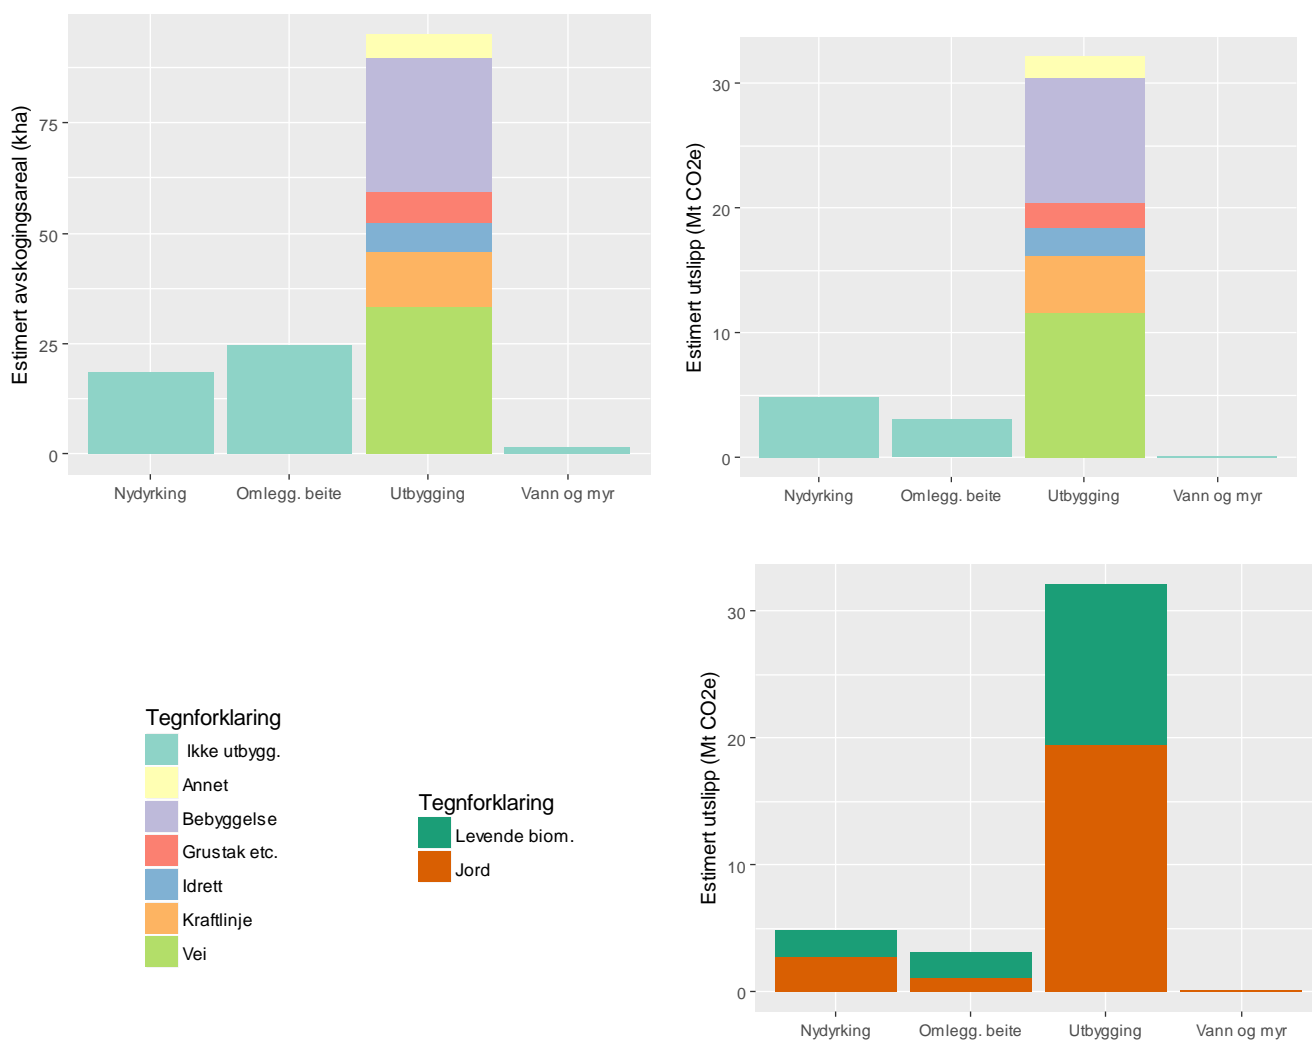 Estimert avskogingsareal (kha)
75
50
25
0
Nydyrking Omlegg. beite Utbygging Vann og myr
Estimert utslipp (Mt CO2e)
30
20
10
0
Nydyrking Omlegg. beite Utbygging Vann og myr
Tegnforklaring
Ikke utbygg.
Annet
Bebyggelse
Grustak etc.
Idrett
Kraftlinje
Vei
Tegnforklaring
Levende biom.
Jord
Estimert utslipp (Mt CO2e)
30
20
10
0
Nydyrking Omlegg. beite Utbygging Vann og myr